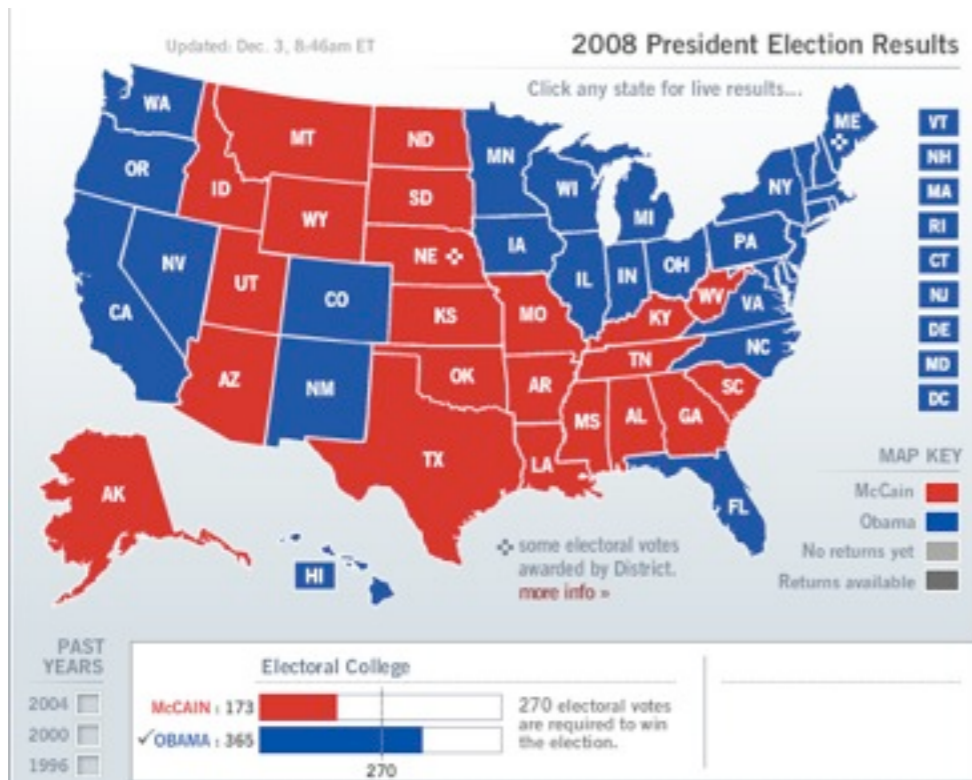 Updated: Dec. 3, 8:46am ET
2008 President Election Results
Click any state for live results...
WA
MT
ND
MN
ME
VT
OR
ID
SD
WI
NY
NH
WY
MI
MA
NE
IA
PA
RI
NV
UT
CO
IL
IN
OH
CT
CA
KS
MO
KY
WV
VA
NJ
AZ
NM
OK
AR
TN
NC
DE
SC
MD
MS
AL
GA
DC
TX
LA
AK
FL
HI
MAP KEY
McCain
Obama
No returns yet
Returns available
some electoral votes
awarded by District.
more info »
PAST
YEARS
2004
2000
1996
Electoral College
McCAIN : 173
OBAMA : 365
270
270 electoral votes
are required to win
the election.